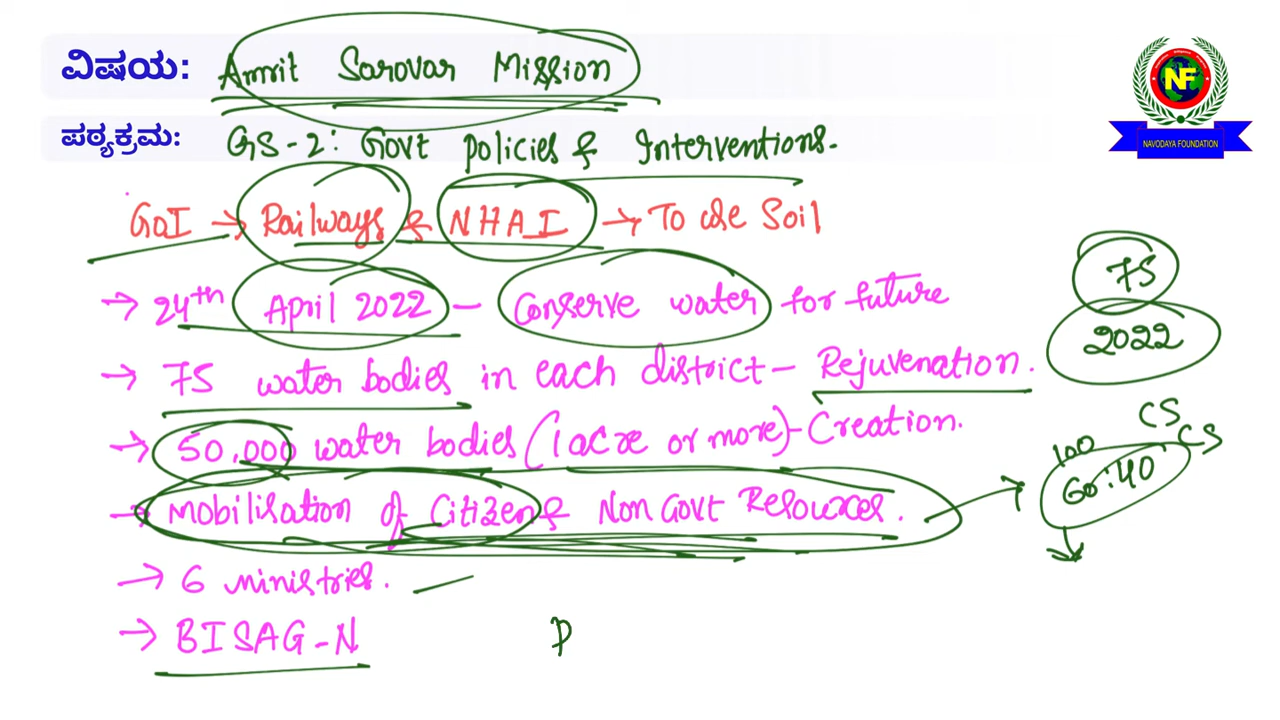 ವಿಷಯ: Amrit Sarovar Mission
ಪಠ್ಯಕ್ರಮ: GS-2: Govt Policies & Interventions.
NF
NAVODAYA FOUNDATION
GoI → Railways & NHAI → To use Soil
→ 24th April 2022 - Conserve water for future
75
2022
→ 75 water bodies in each district - Rejuvenation.
→ 50,000 water bodies (1 acre or more) - Creation.
CS
CS
100
60:40
→ Mobilisation of Citizen & Non Govt Resources.
→ 6 ministries.
→ BISAG-N
P